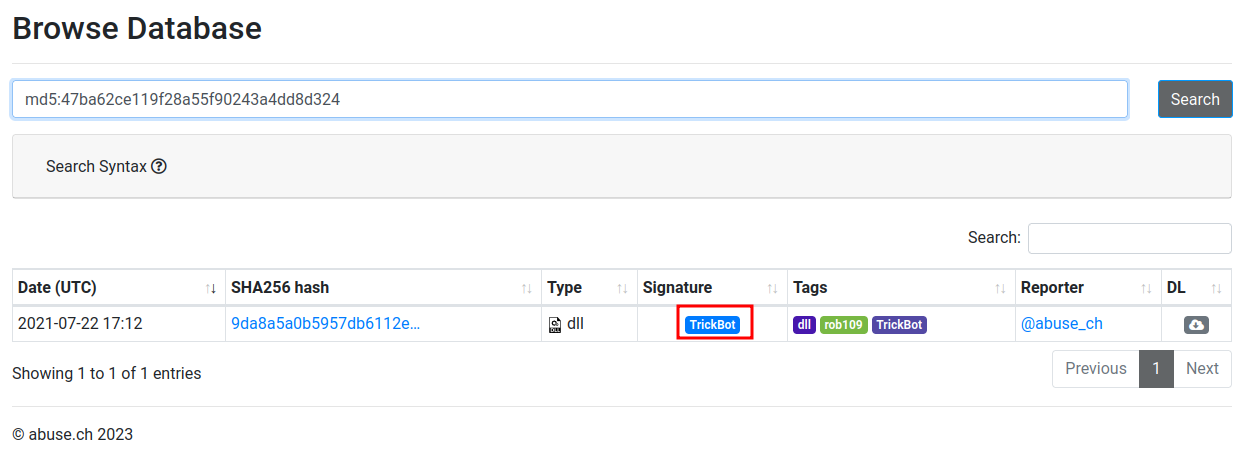 Browse Database
md5:47ba62ce119f28a55f90243a4dd8d324
Search
Search Syntax
Search:
Date (UTC) SHA256 hash Type Signature Tags Reporter DL
2021-07-22 17:12 9da8a5a0b5957db6112e... dll TrickBot dll rob109 TrickBot @abuse_ch
Showing 1 to 1 of 1 entries
Previous 1 Next
© abuse.ch 2023